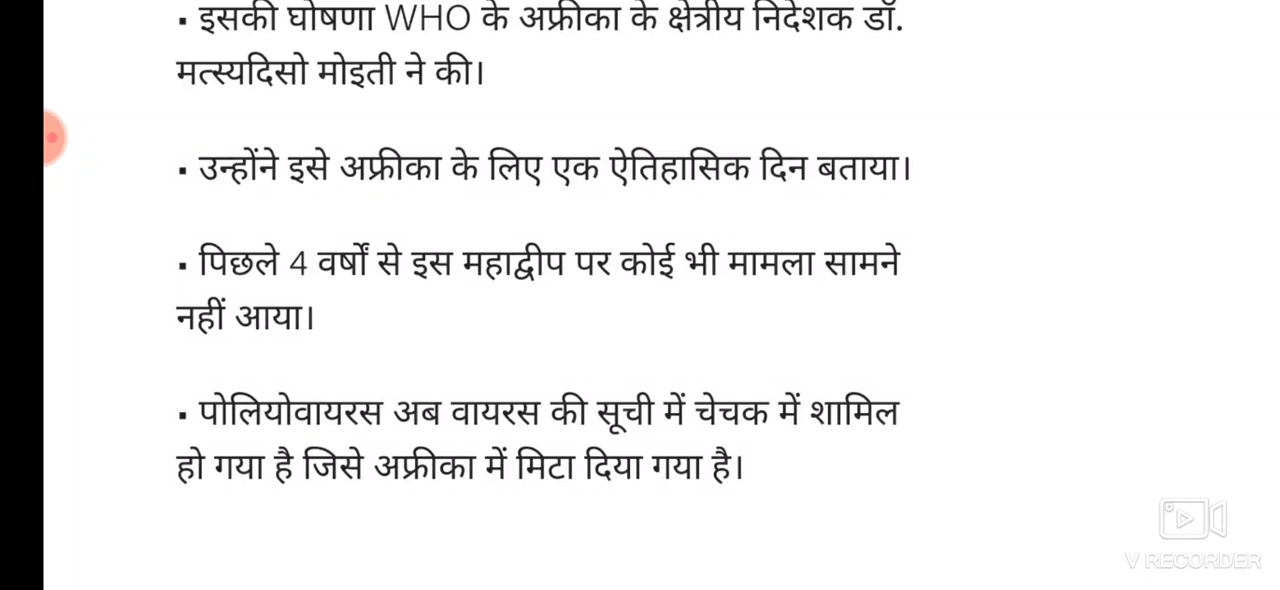 ▪ इसकी घोषणा WHO के अफ्रीका के क्षेत्रीय निदेशक डॉ.
मत्स्यदिसो मोइती ने की।
▪ उन्होंने इसे अफ्रीका के लिए एक ऐतिहासिक दिन बताया।
▪ पिछले 4 वर्षों से इस महाद्वीप पर कोई भी मामला सामने
नहीं आया।
▪ पोलियोवायरस अब वायरस की सूची में चेचक में शामिल
हो गया है जिसे अफ्रीका में मिटा दिया गया है।
V RECORDER